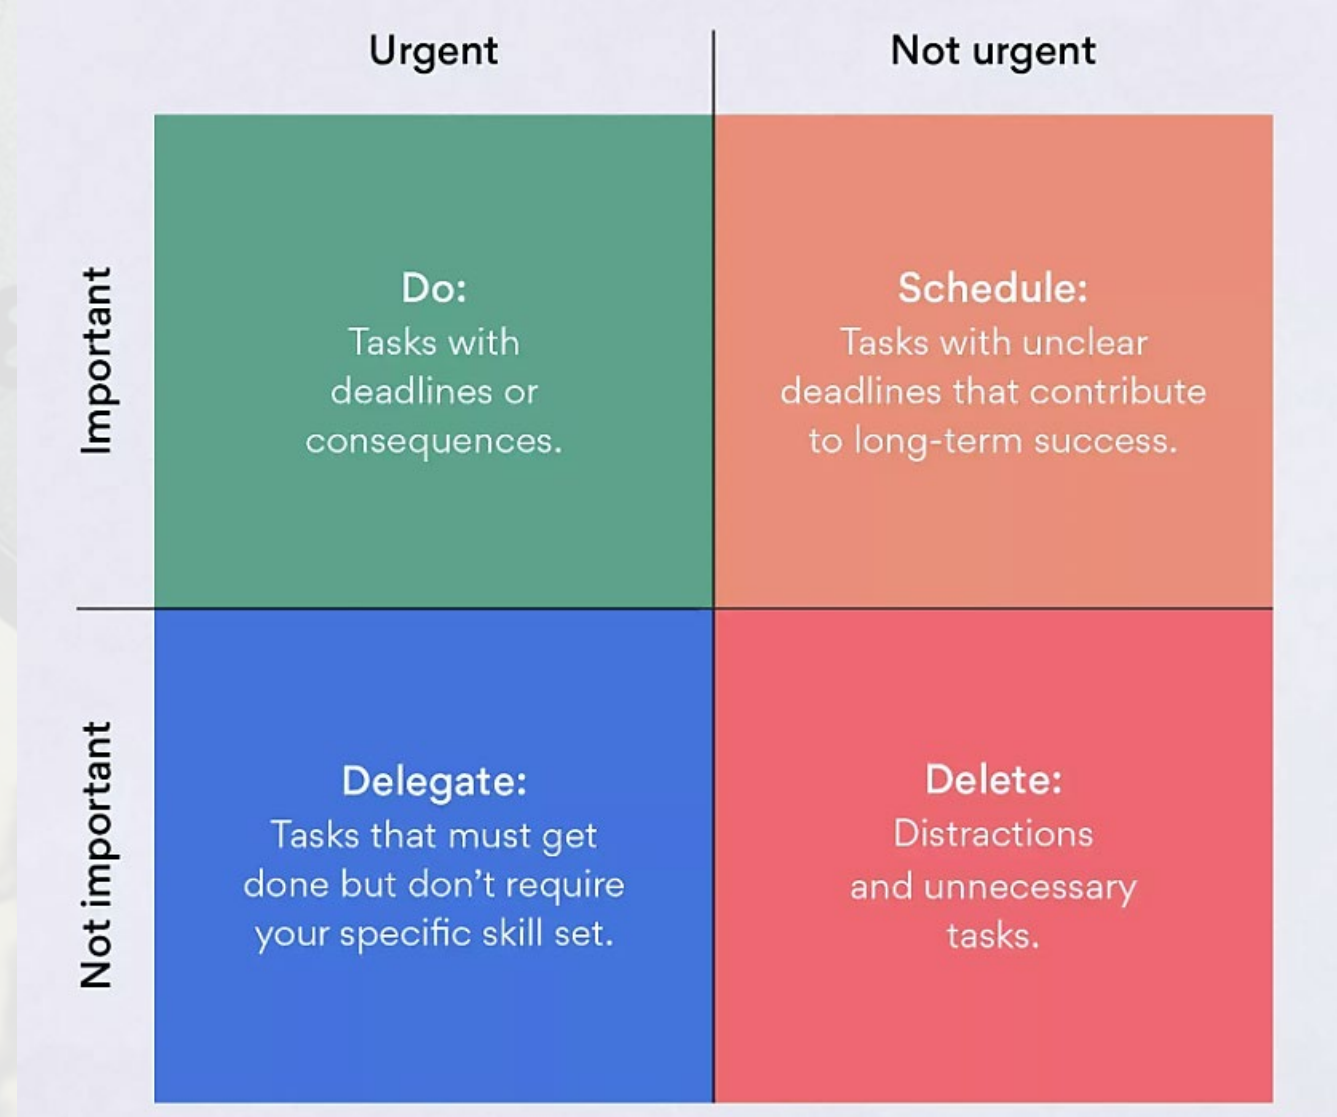 Urgent
Not urgent
Important
Do:
Tasks with
deadlines or
consequences.
Schedule:
Tasks with unclear
deadlines that contribute
to long-term success.
Not important
Delegate:
Tasks that must get
done but don’t require
your specific skill set.
Delete:
Distractions
and unnecessary
tasks.